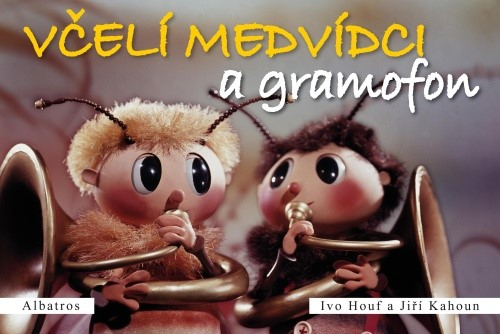 VČELÍ MEDVÍDCI
a gramofon
Albatros
Ivo Houf a Jiří Kahoun